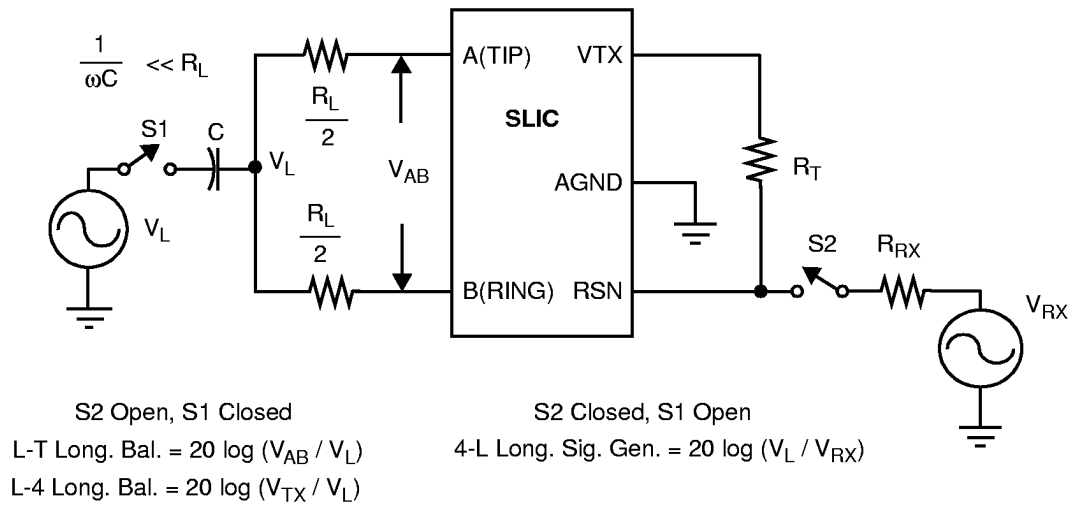 1
ωC
<< R_L
S1
C
V_L
V_L
R_L
2
R_L
2
V_AB
A(TIP)
B(RING)
SLIC
VTX
AGND
RSN
R_T
S2
R_RX
V_RX
S2 Open, S1 Closed
L-T Long. Bal. = 20 log (V_AB / V_L)
L-4 Long. Bal. = 20 log (V_TX / V_L)
S2 Closed, S1 Open
4-L Long. Sig. Gen. = 20 log (V_L / V_RX)